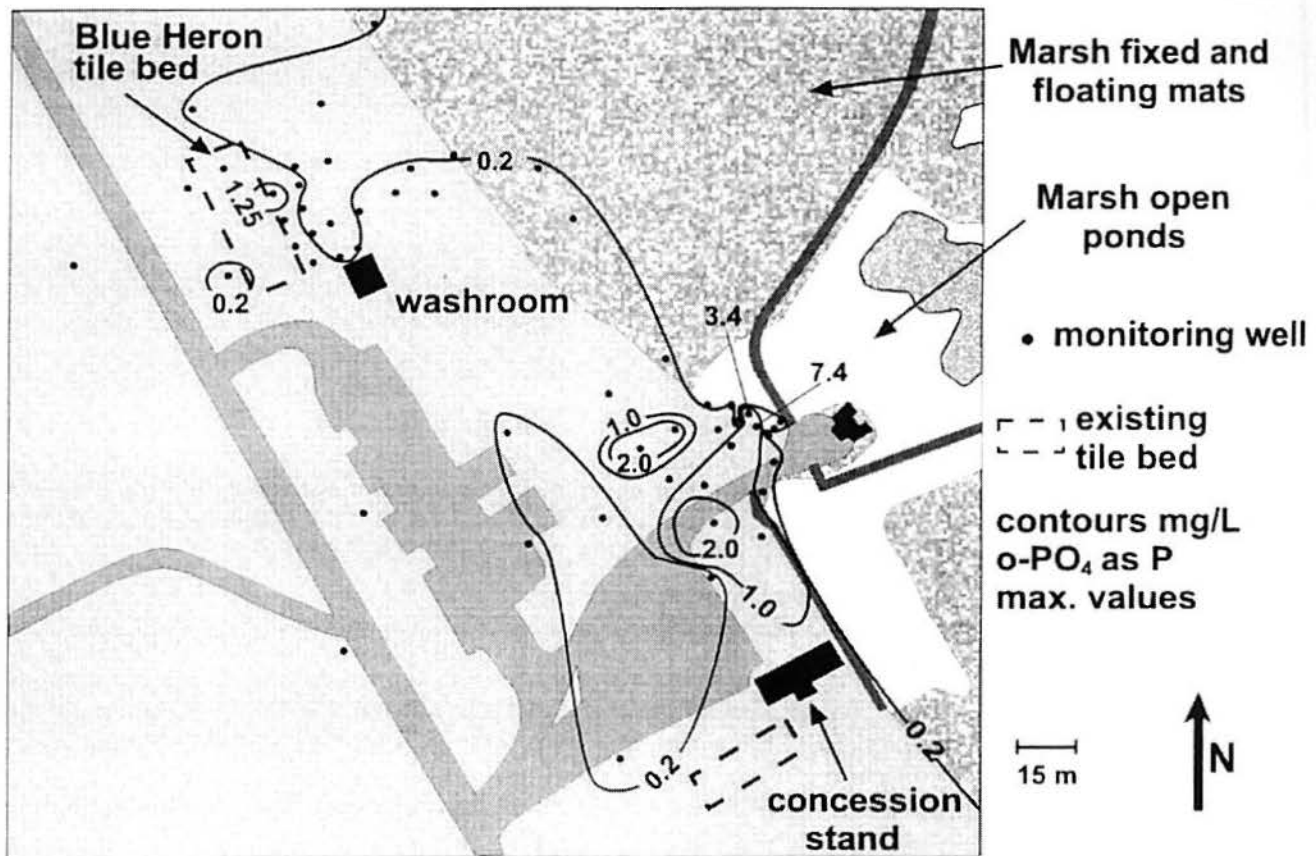 Blue Heron
tile bed
Marsh fixed and
floating mats
0.2
1.25
Marsh open
ponds
0.2
washroom
3.4
7.4
monitoring well
1.0
2.0
existing
tile bed
2.0
contours mg/L
o-PO₄ as P
max. values
1.0
0.2
0.2
15 m
N
concession
stand